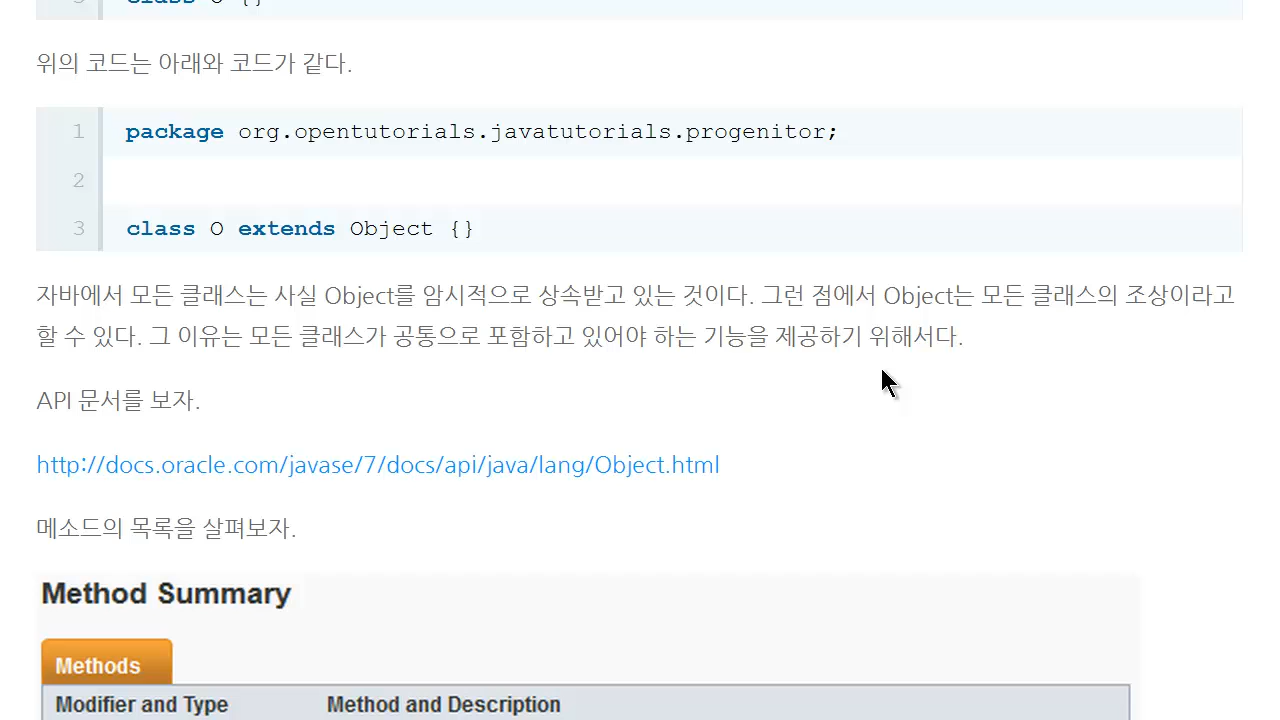 3 class O {}
위의 코드는 아래와 코드가 같다.
1 package org.opentutorials.javatutorials.progenitor;
2
3 class O extends Object {}
자바에서 모든 클래스는 사실 Object를 암시적으로 상속받고 있는 것이다. 그런 점에서 Object는 모든 클래스의 조상이라고
할 수 있다. 그 이유는 모든 클래스가 공통으로 포함하고 있어야 하는 기능을 제공하기 위해서다.
API 문서를 보자.
http://docs.oracle.com/javase/7/docs/api/java/lang/Object.html
메소드의 목록을 살펴보자.
Method Summary
Methods
Modifier and Type Method and Description